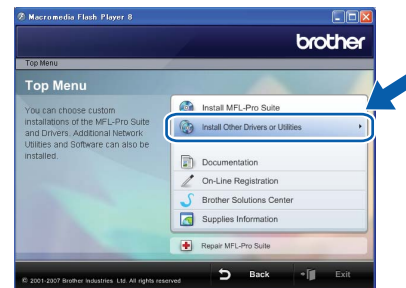 Macromedia Flash Player 8
brother
Top Menu
Top Menu
You can choose custom
installations of the MFL-Pro Suite
and Drivers. Additional Network
Utilities and Software can also be
installed.
Install MFL-Pro Suite
Install Other Drivers or Utilities
Documentation
On-Line Registration
Brother Solutions Center
Supplies Information
Repair MFL-Pro Suite
© 2001-2007 Brother Industries. Ltd. All rights reserved
Back
Exit